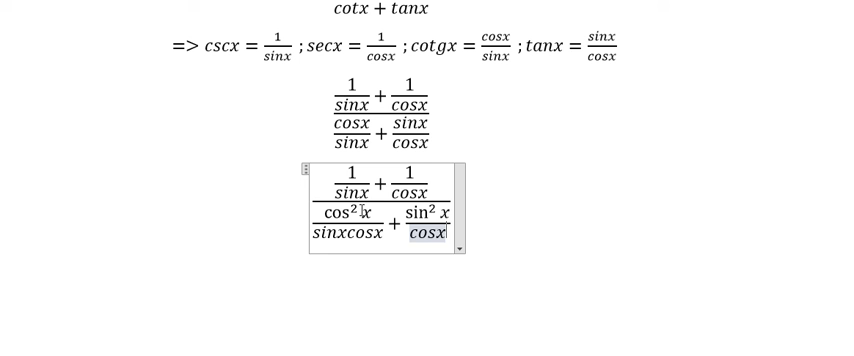 cotx + tanx
=> cscx = 1/sinx ; secx = 1/cosx ; cotgx = cosx/sinx ; tanx = sinx/cosx
1/sinx + 1/cosx
cosx/sinx + sinx/cosx
1/sinx + 1/cosx
cos² x/sinxcosx + sin² x/cosx